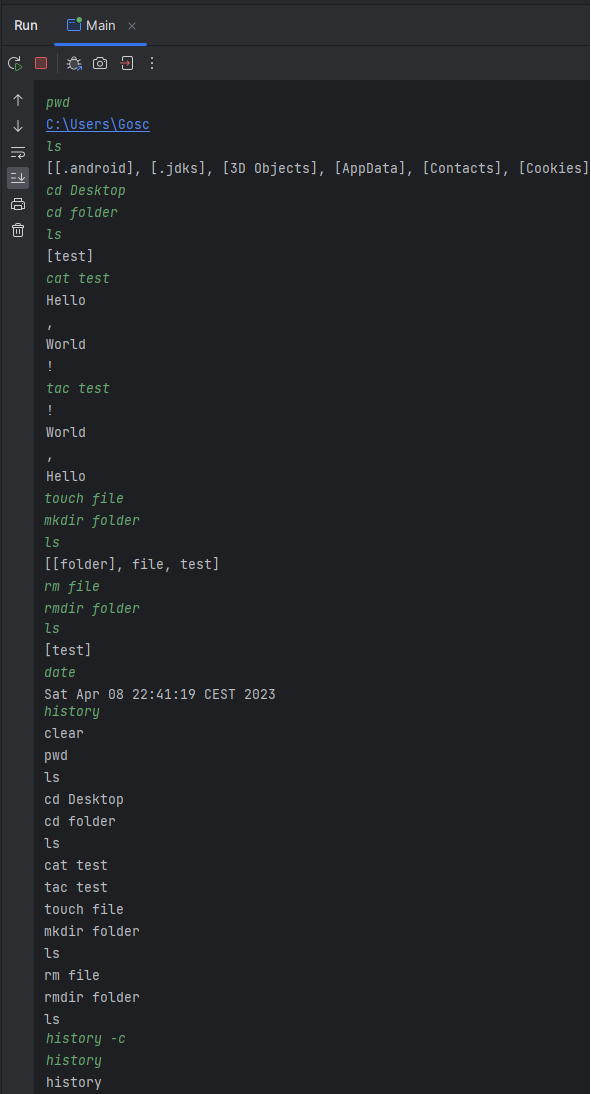 Run Main
pwd
C:\Users\Gosc
ls
[[.android], [.jdks], [3D Objects], [AppData], [Contacts], [Cookies]
cd Desktop
cd folder
ls
[test]
cat test
Hello
,
World
!
tac test
!
World
,
Hello
touch file
mkdir folder
ls
[[folder], file, test]
rm file
rmdir folder
ls
[test]
date
Sat Apr 08 22:41:19 CEST 2023
history
clear
pwd
ls
cd Desktop
cd folder
ls
cat test
tac test
touch file
mkdir folder
ls
rm file
rmdir folder
ls
history -c
history
history